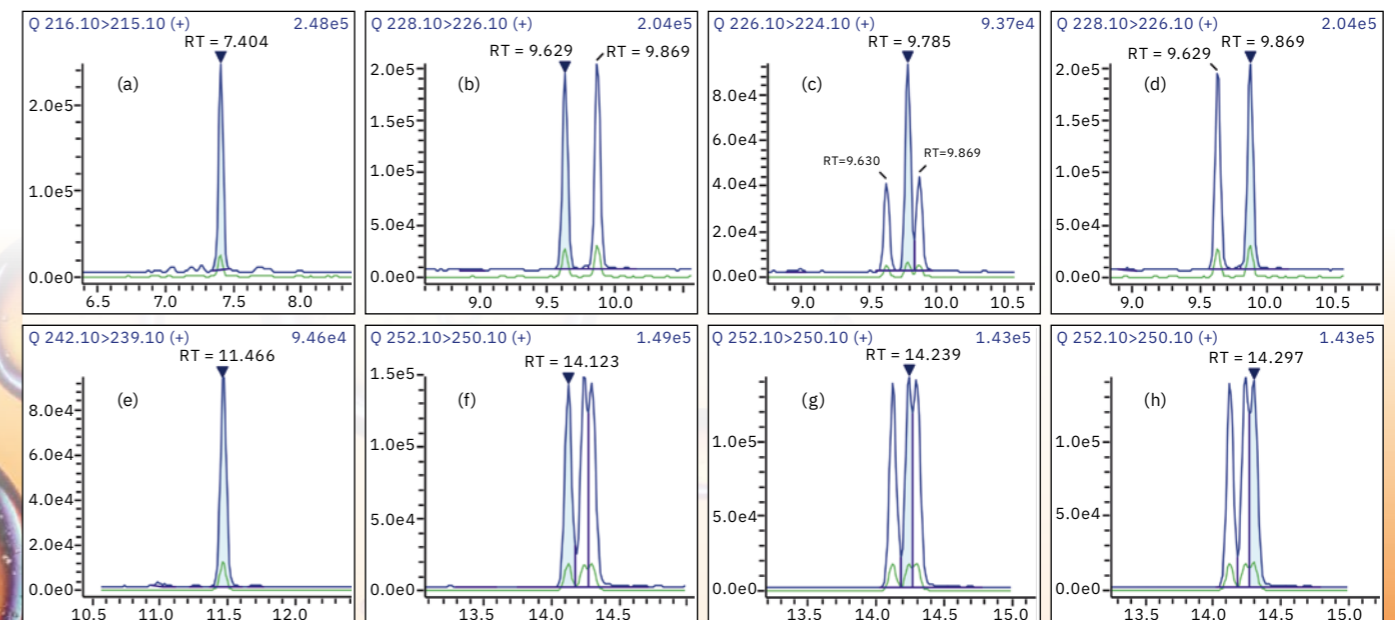 Q 216.10>215.10 (+) 2.48e5
RT = 7.404
(a)
2.0e5
1.0e5
0.0e0
6.5 7.0 7.5 8.0
Q 228.10>226.10 (+) 2.04e5
RT = 9.629 RT = 9.869
(b)
2.0e5
1.5e5
1.0e5
5.0e4
0.0e0
9.0 9.5 10.0
Q 226.10>224.10 (+) 9.37e4
RT = 9.785
(c)
8.0e4
6.0e4
RT=9.630 RT=9.869
4.0e4
2.0e4
0.0e0
9.0 9.5 10.0 10.5
Q 228.10>226.10 (+) 2.04e5
RT = 9.629 RT = 9.869
(d)
2.0e5
1.5e5
1.0e5
5.0e4
0.0e0
9.0 9.5 10.0 10.5
Q 242.10>239.10 (+) 9.46e4
RT = 11.466
(e)
8.0e4
6.0e4
4.0e4
2.0e4
0.0e0
10.5 11.0 11.5 12.0
Q 252.10>250.10 (+) 1.49e5
RT = 14.123
1.5e5
(f)
1.0e5
5.0e4
0.0e0
13.5 14.0 14.5
Q 252.10>250.10 (+) 1.43e5
RT = 14.239
(g)
1.0e5
5.0e4
0.0e0
13.5 14.0 14.5 15.0
Q 252.10>250.10 (+) 1.43e5
RT = 14.297
(h)
1.0e5
5.0e4
0.0e0
13.5 14.0 14.5 15.0